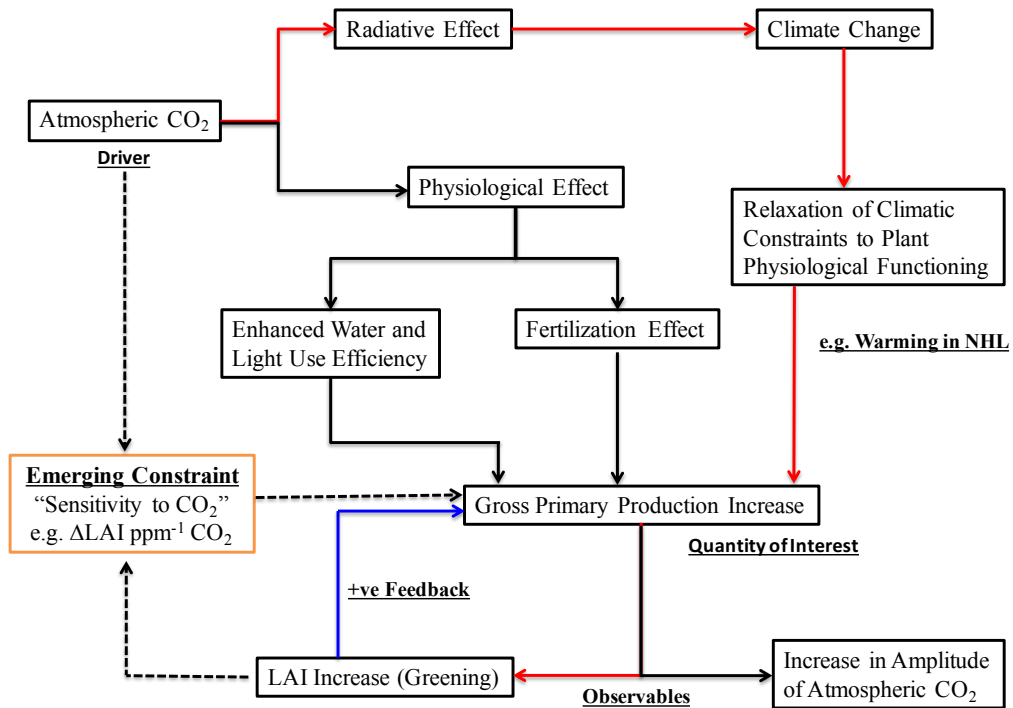 Radiative Effect
Climate Change
Atmospheric CO₂
Driver
Physiological Effect
Relaxation of Climatic
Constraints to Plant
Physiological Functioning
Enhanced Water and
Light Use Efficiency
Fertilization Effect
e.g. Warming in NHL
Emerging Constraint
“Sensitivity to CO₂”
e.g. ΔLAI ppm⁻¹ CO₂
Gross Primary Production Increase
Quantity of Interest
+ve Feedback
LAI Increase (Greening)
Observables
Increase in Amplitude
of Atmospheric CO₂